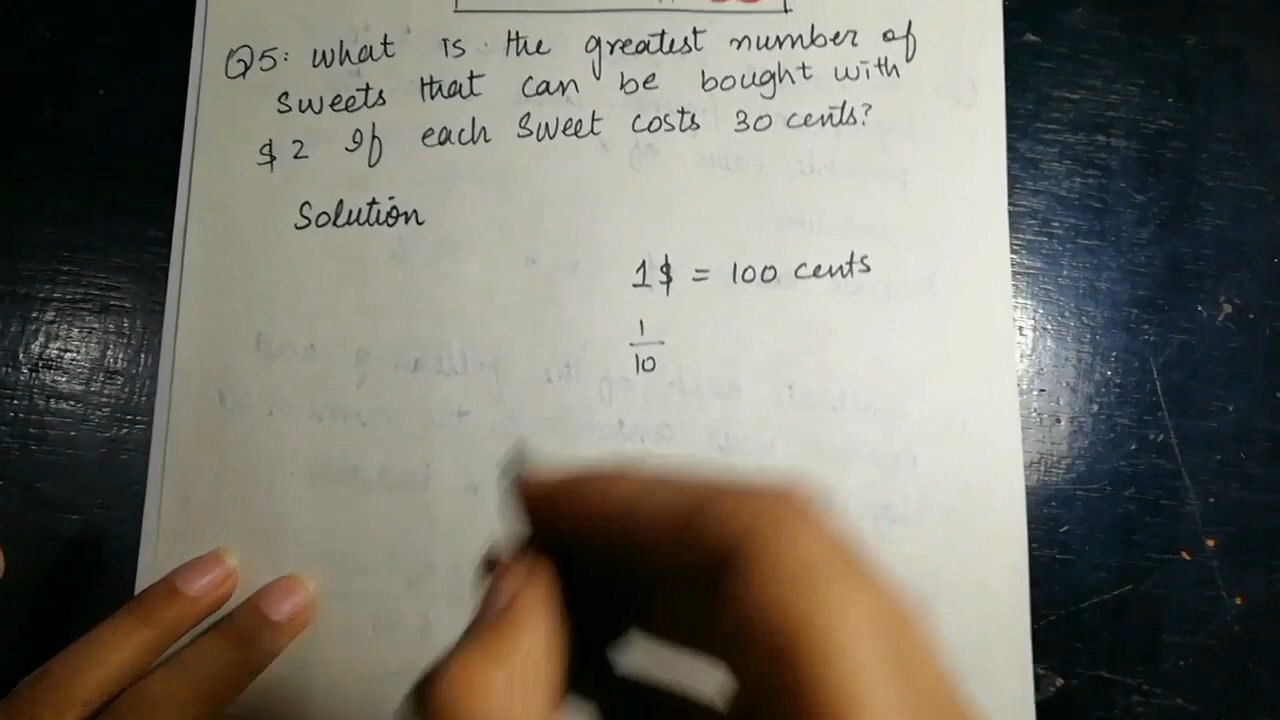 Q5: What is the greatest number of
sweets that can be bought with
$2 If each sweet costs 30 cents?
Solution
1$ = 100 cents
1
10